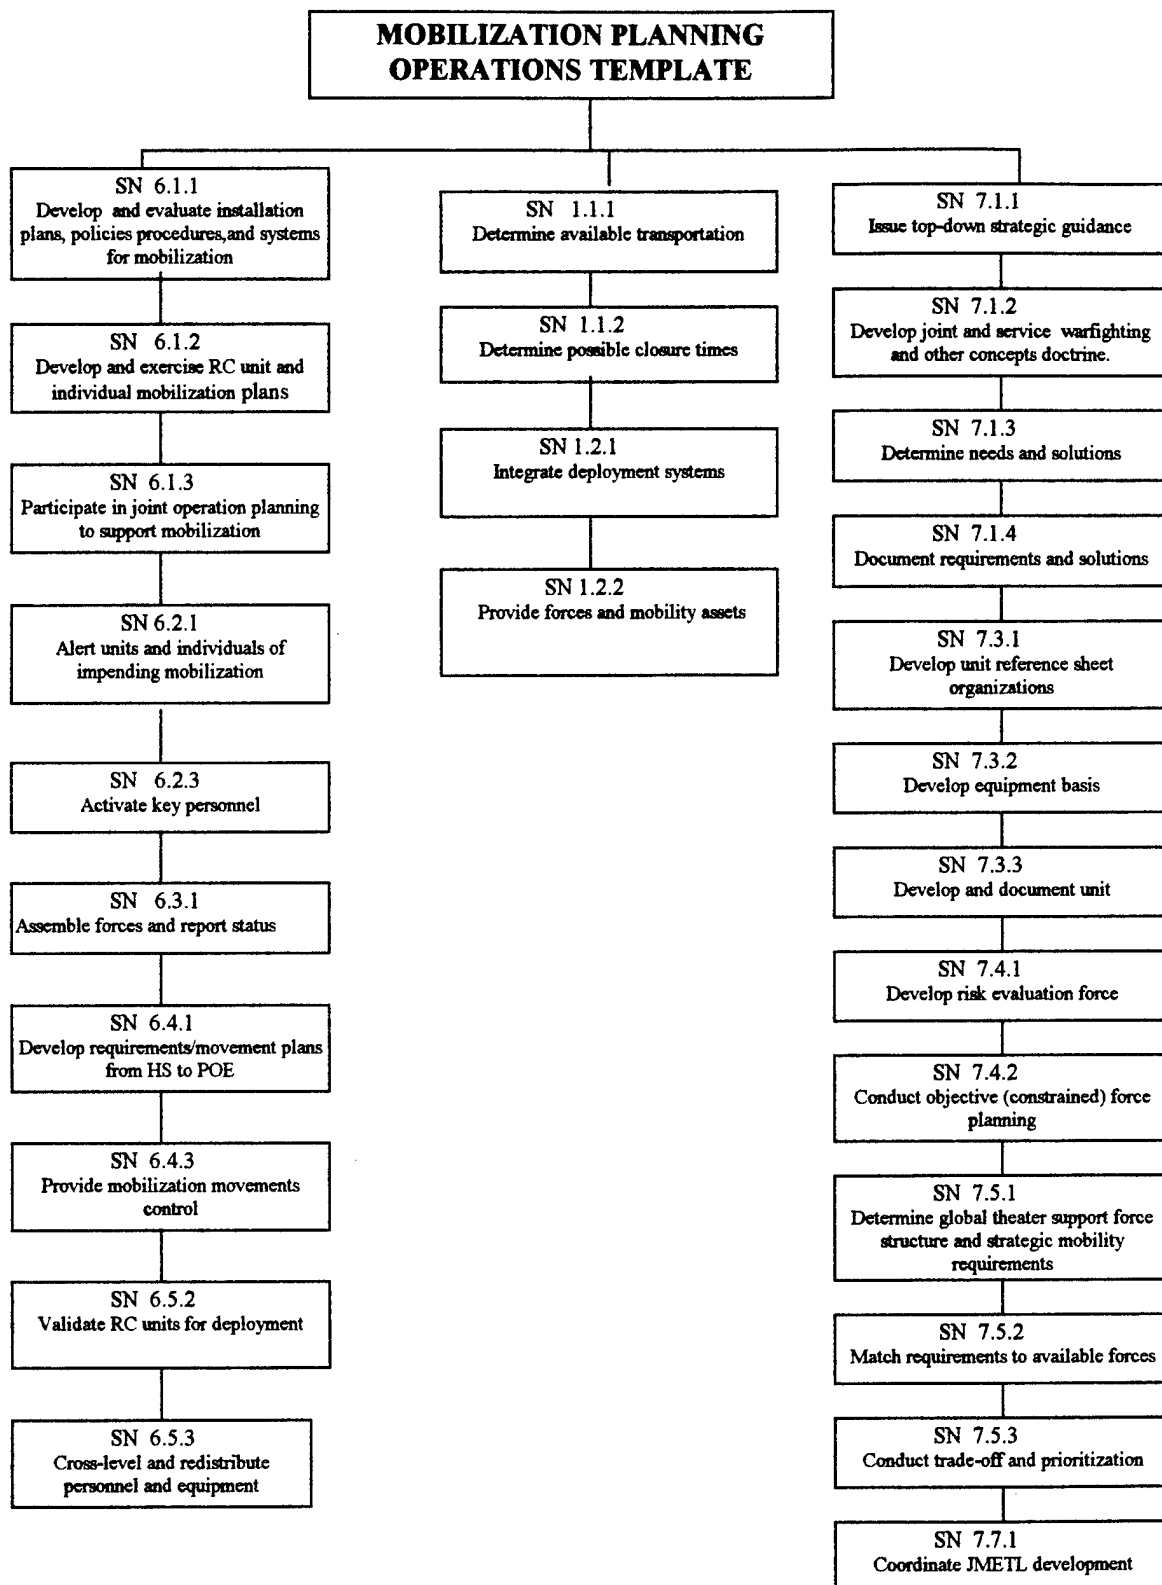 MOBILIZATION PLANNING
OPERATIONS TEMPLATE
SN 6.1.1
Develop and evaluate installation
plans, policies procedures,and systems
for mobilization
SN 6.1.2
Develop and exercise RC unit and
individual mobilization plans
SN 6.1.3
Participate in joint operation planning
to support mobilization
SN 6.2.1
Alert units and individuals of
impending mobilization
SN 6.2.3
Activate key personnel
SN 6.3.1
Assemble forces and report status
SN 6.4.1
Develop requirements/movement plans
from HS to POE
SN 6.4.3
Provide mobilization movements
control
SN 6.5.2
Validate RC units for deployment
SN 6.5.3
Cross-level and redistribute
personnel and equipment
SN 1.1.1
Determine available transportation
SN 1.1.2
Determine possible closure times
SN 1.2.1
Integrate deployment systems
SN 1.2.2
Provide forces and mobility assets
SN 7.1.1
Issue top-down strategic guidance
SN 7.1.2
Develop joint and service warfighting
and other concepts doctrine.
SN 7.1.3
Determine needs and solutions
SN 7.1.4
Document requirements and solutions
SN 7.3.1
Develop unit reference sheet
organizations
SN 7.3.2
Develop equipment basis
SN 7.3.3
Develop and document unit
SN 7.4.1
Develop risk evaluation force
SN 7.4.2
Conduct objective (constrained) force
planning
SN 7.5.1
Determine global theater support force
structure and strategic mobility
requirements
SN 7.5.2
Match requirements to available forces
SN 7.5.3
Conduct trade-off and prioritization
SN 7.7.1
Coordinate JMETL development